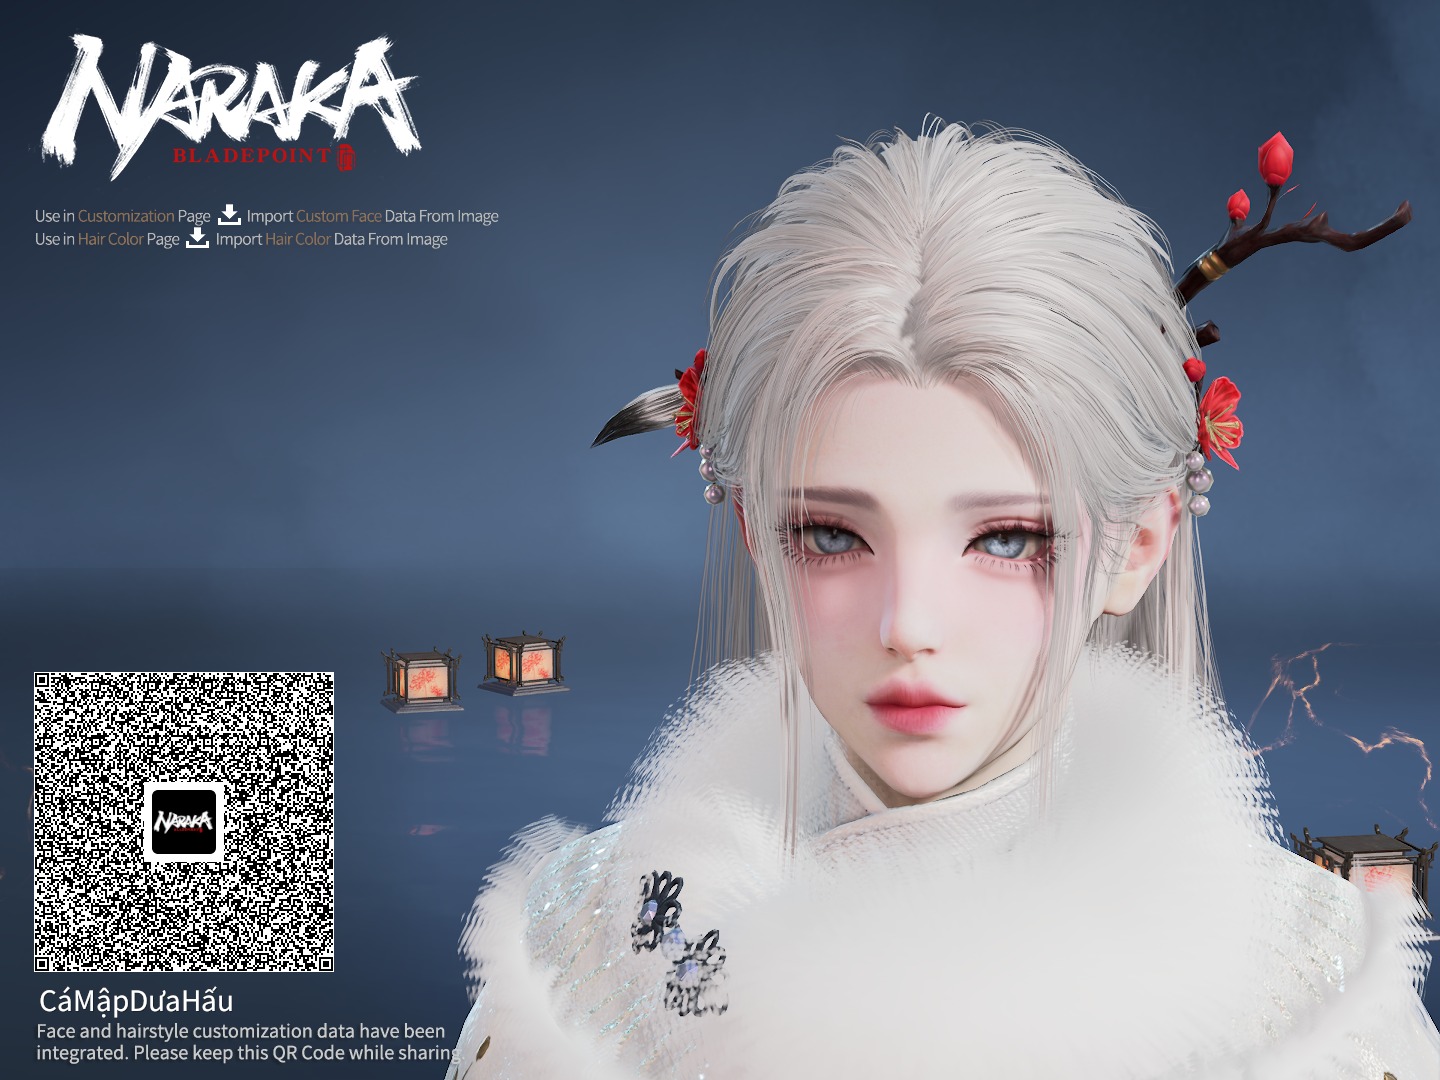 NARAKA
BLADEPOINT
Use in Customization Page Import Custom Face Data From Image
Use in Hair Color Page Import Hair Color Data From Image
NARAKA
CáMậpDưaHấu
Face and hairstyle customization data have been
integrated. Please keep this QR Code while sharing